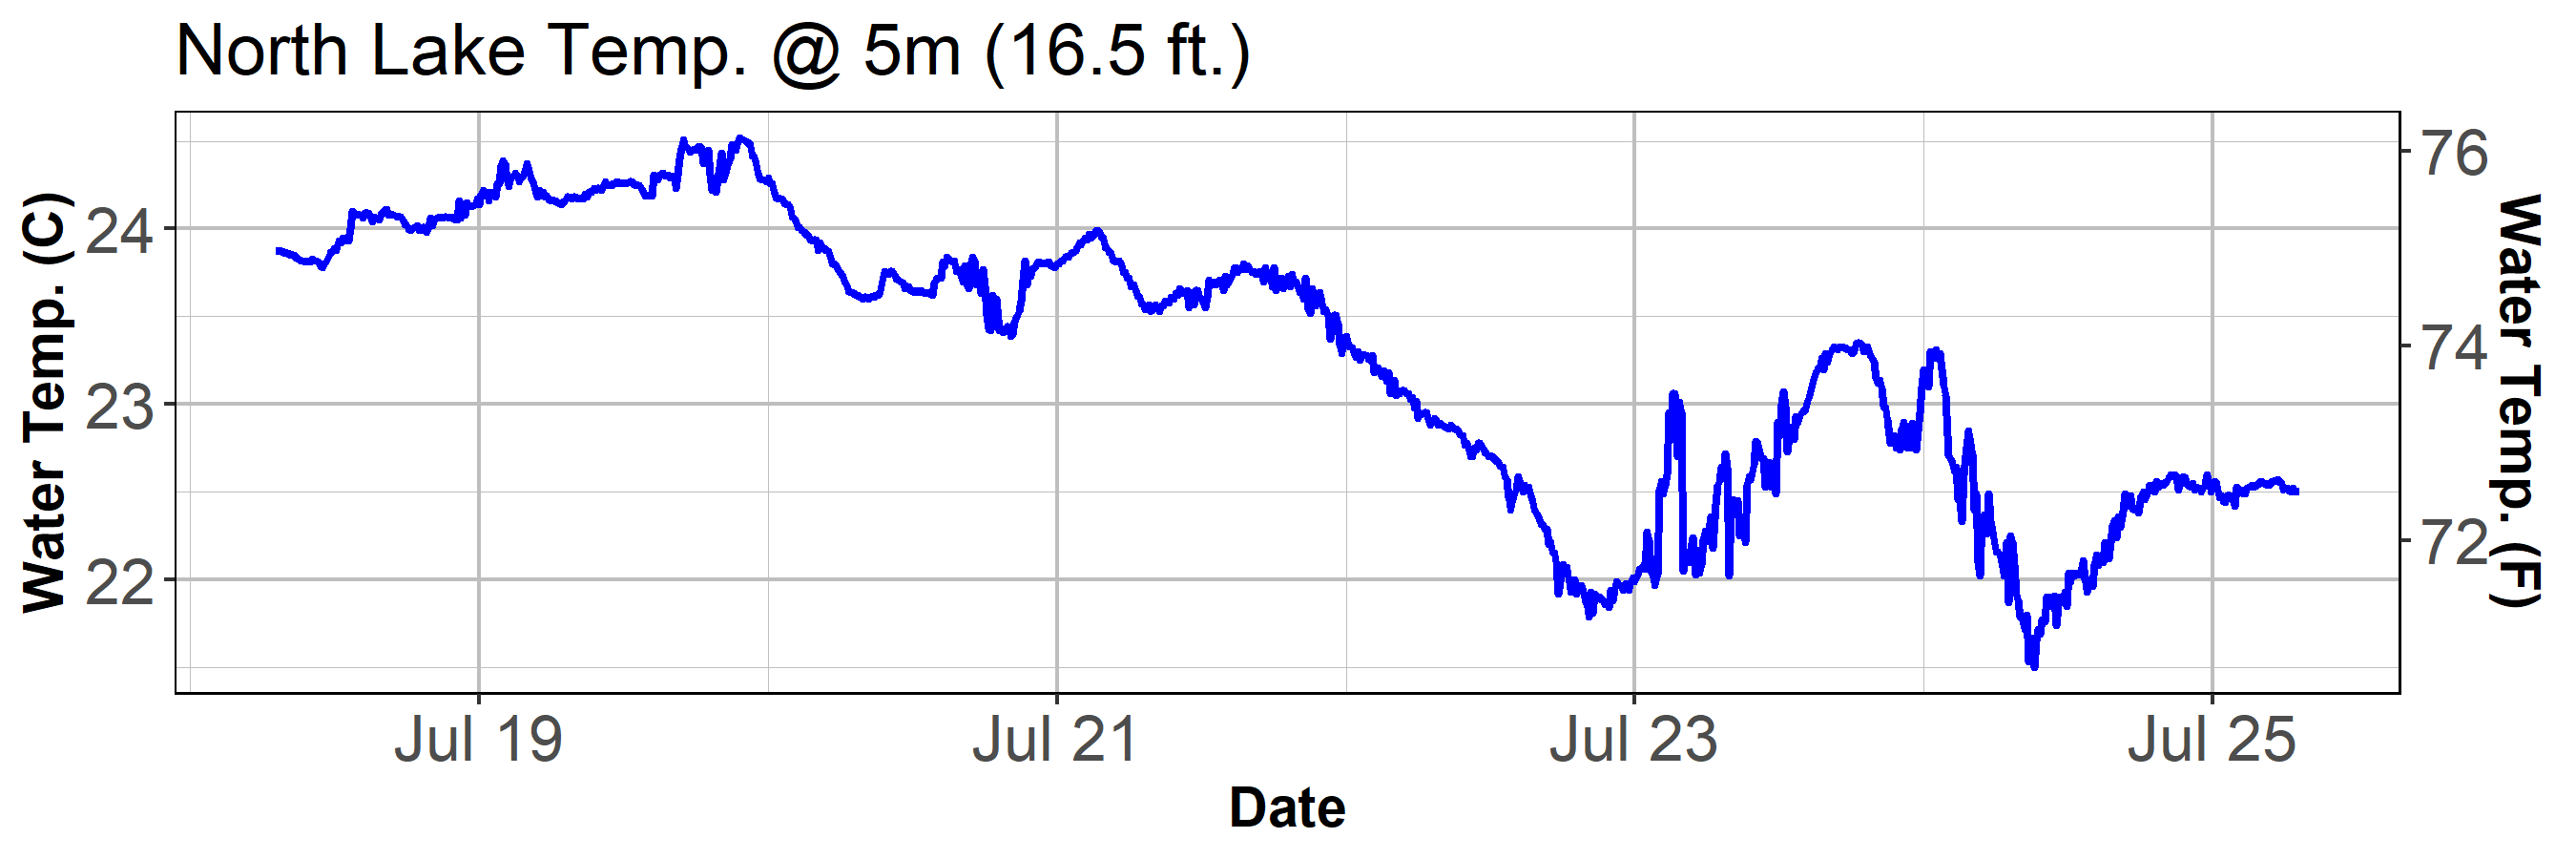 North Lake Temp. @ 5m (16.5 ft.)
Water Temp. (C)
24
23
22
76
74
72
Water Temp. (F)
Jul 19
Jul 21
Jul 23
Jul 25
Date